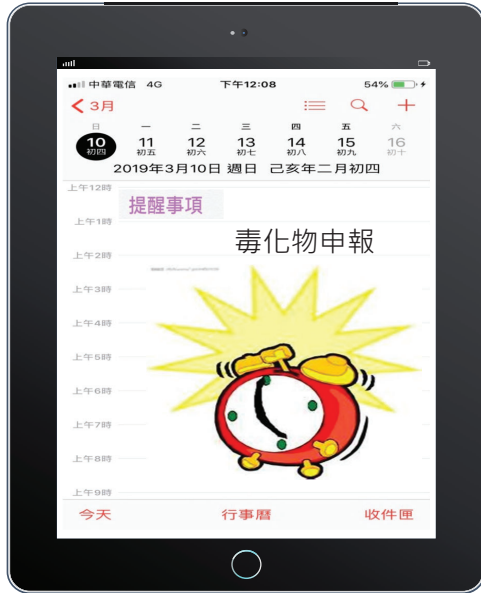 中華電信 4G 下午12:08 54%
3月
日 一 二 三 四 五 六
10 11 12 13 14 15 16
初四 初五 初六 初七 初八 初九 初十
2019年3月10日 週日 己亥年二月初四
上午12時
提醒事項
上午1時
毒化物申報
上午2時
上午3時
上午4時
上午5時
上午6時
上午7時
上午8時
上午9時
今天 行事曆 收件匣